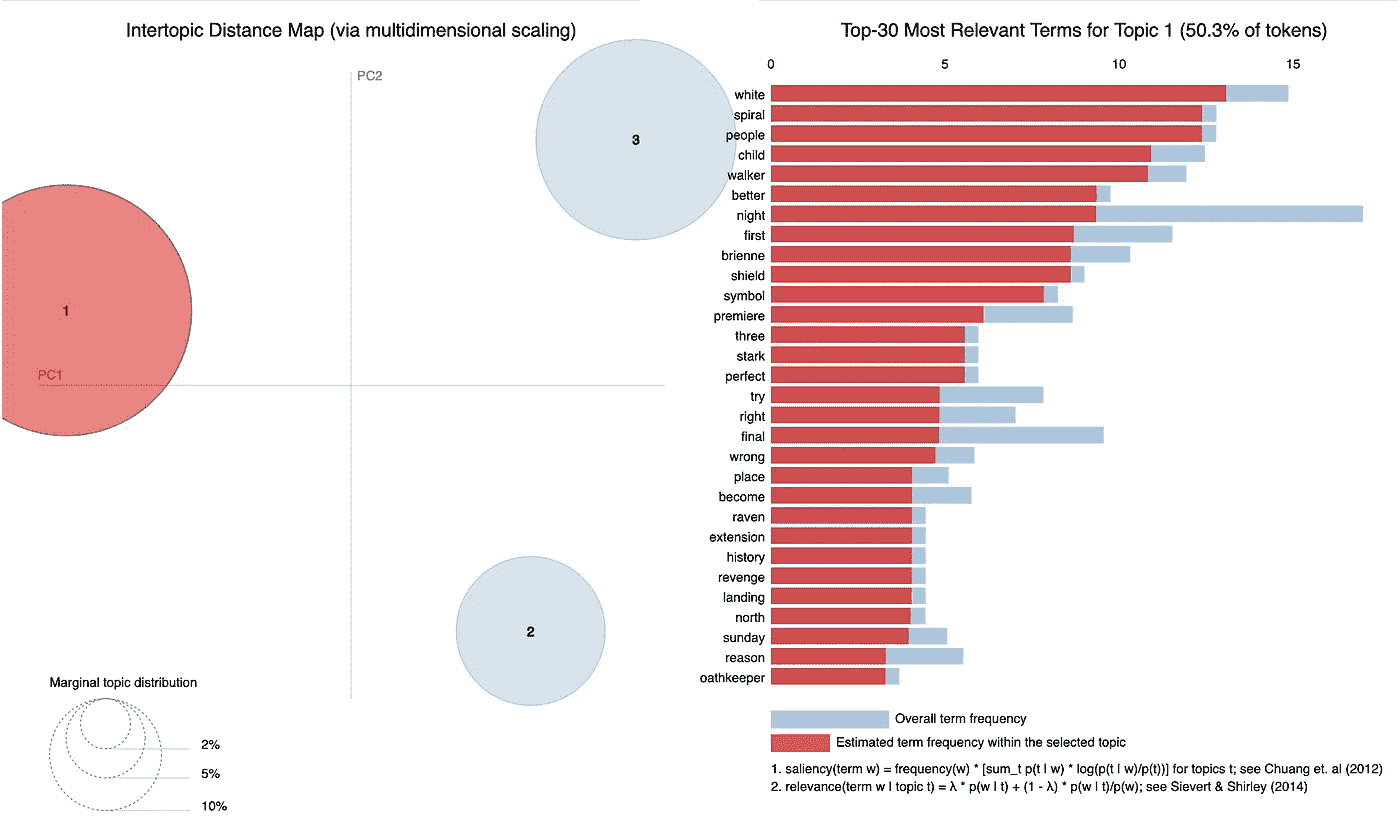 Intertopic Distance Map (via multidimensional scaling)
PC2
3
1
PC1
2
Marginal topic distribution
2%
5%
10%
Top-30 Most Relevant Terms for Topic 1 (50.3% of tokens)
0 5 10 15
white
spiral
people
child
walker
better
night
first
brienne
shield
symbol
premiere
three
stark
perfect
try
right
final
wrong
place
become
raven
extension
history
revenge
landing
north
sunday
reason
oathkeeper
Overall term frequency
Estimated term frequency within the selected topic
1. saliency(term w) = frequency(w) * [sum_t p(t | w) * log(p(t | w)/p(t))] for topics t; see Chuang et. al (2012)
2. relevance(term w | topic t) = λ * p(w | t) + (1 - λ) * p(w | t)/p(w); see Sievert & Shirley (2014)